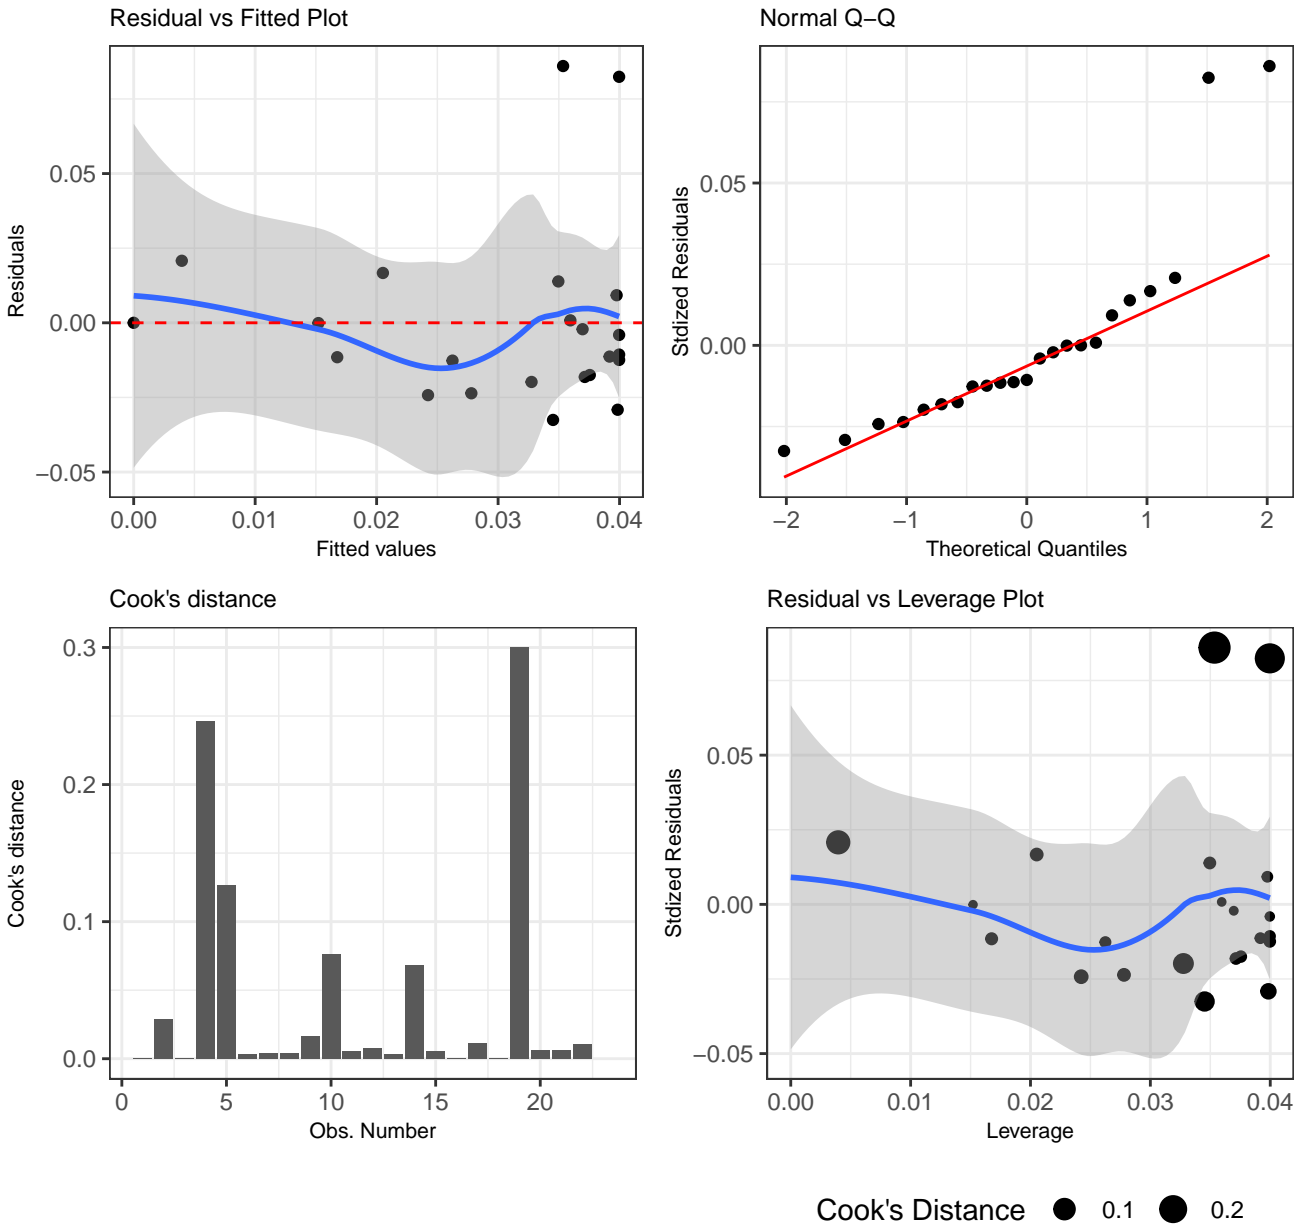 Residual vs Fitted Plot
Residuals
0.05
0.00
−0.05
0.00 0.01 0.02 0.03 0.04
Fitted values
Normal Q−Q
Stdized Residuals
0.05
0.00
−2 −1 0 1 2
Theoretical Quantiles
Cook's distance
Cook's distance
0.3
0.2
0.1
0.0
0 5 10 15 20
Obs. Number
Residual vs Leverage Plot
Stdized Residuals
0.05
0.00
−0.05
0.00 0.01 0.02 0.03 0.04
Leverage
Cook's Distance 0.1 0.2